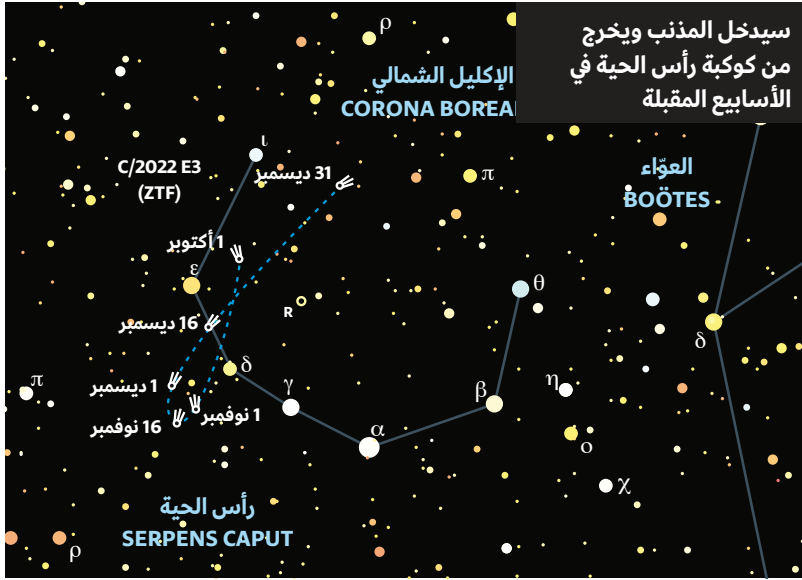 سيدخل المذنب ويخرج
من كوكبة رأس الحية في
الأسابيع المقبلة
ρ
الإكليل الشمالي
CORONA BOREA
ι
C/2022 E3
(ZTF)
31 ديسمبر
π
العوّاء
BOÖTES
1 أكتوبر
ε
θ
R
16 ديسمبر
δ
δ
1 ديسمبر
π
γ
β
η
1 نوفمبر
16 نوفمبر
α
ο
χ
رأس الحية
SERPENS CAPUT
ρ